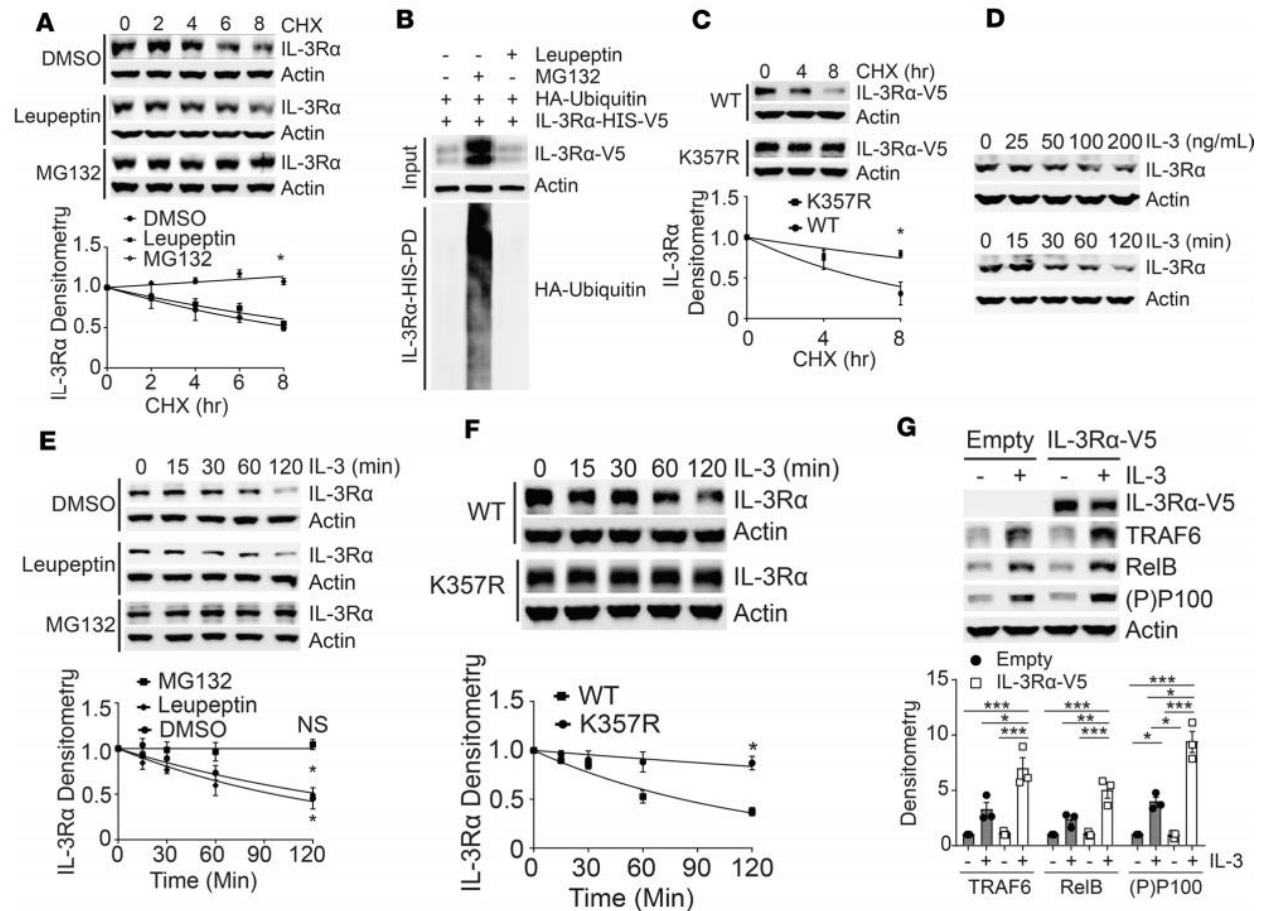 A
0 2 4 6 8 CHX
DMSO
IL-3Rα
Actin
Leupeptin
IL-3Rα
Actin
MG132
IL-3Rα
Actin
DMSO
Leupeptin
MG132
IL-3Rα Densitometry
1.5
1.0
0.5
0
*
0 2 4 6 8
CHX (hr)
B
- - + Leupeptin
- + - MG132
+ + + HA-Ubiquitin
+ + + IL-3Rα-HIS-V5
Input
IL-3Rα-V5
Actin
IL-3Rα-HIS-PD
HA-Ubiquitin
C
0 4 8 CHX (hr)
WT
IL-3Rα-V5
Actin
K357R
IL-3Rα-V5
Actin
K357R
WT
IL-3Rα
Densitometry
1.5
1.0
0.5
0
*
0 4 8
CHX (hr)
D
0 25 50 100 200 IL-3 (ng/mL)
IL-3Rα
Actin
0 15 30 60 120 IL-3 (min)
IL-3Rα
Actin
E
0 15 30 60 120 IL-3 (min)
DMSO
IL-3Rα
Actin
Leupeptin
IL-3Rα
Actin
MG132
IL-3Rα
Actin
MG132
Leupeptin
DMSO
IL-3Rα Densitometry
1.5
1.0
0.5
0
NS
*
*
0 30 60 90 120
Time (Min)
F
0 15 30 60 120 IL-3 (min)
WT
IL-3Rα
Actin
K357R
IL-3Rα
Actin
WT
K357R
IL-3Rα Densitometry
1.5
1.0
0.5
0
*
0 30 60 90 120
Time (Min)
G
Empty IL-3Rα-V5
- + - + IL-3
IL-3Rα-V5
TRAF6
RelB
(P)P100
Actin
Empty
IL-3Rα-V5
Densitometry
15
10
5
0
***
*
***
***
**
***
***
*
***
*
*
- + - + - + - + - + - + IL-3
TRAF6 RelB (P)P100